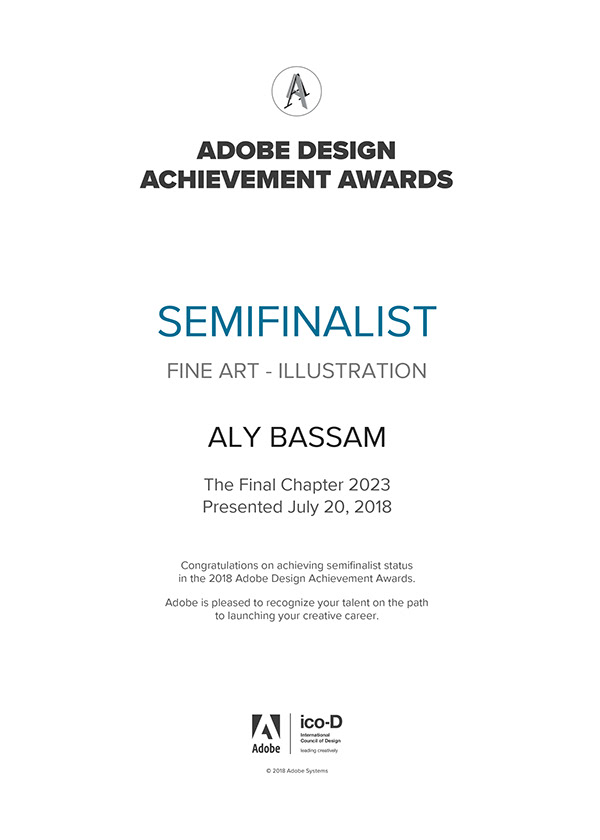 ADOBE DESIGN
ACHIEVEMENT AWARDS
SEMIFINALIST
FINE ART - ILLUSTRATION
ALY BASSAM
The Final Chapter 2023
Presented July 20, 2018
Congratulations on achieving semifinalist status
in the 2018 Adobe Design Achievement Awards.
Adobe is pleased to recognize your talent on the path
to launching your creative career.
Adobe
ico-D
International
Council of Design
leading creatively
© 2018 Adobe Systems